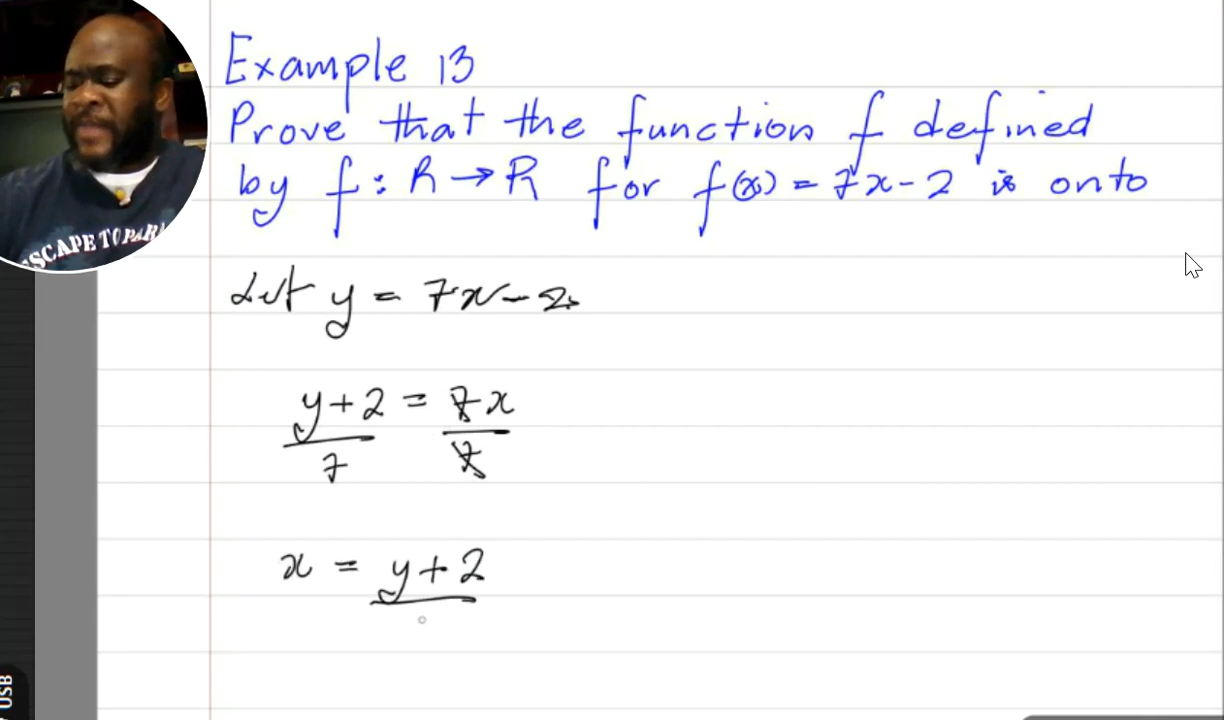 Example 13
Prove that the function f defined
by f : R → R for f(x) = 7x - 2 is onto
Let y = 7x - 2
y + 2 = 7x
7 7
x = y + 2
USB